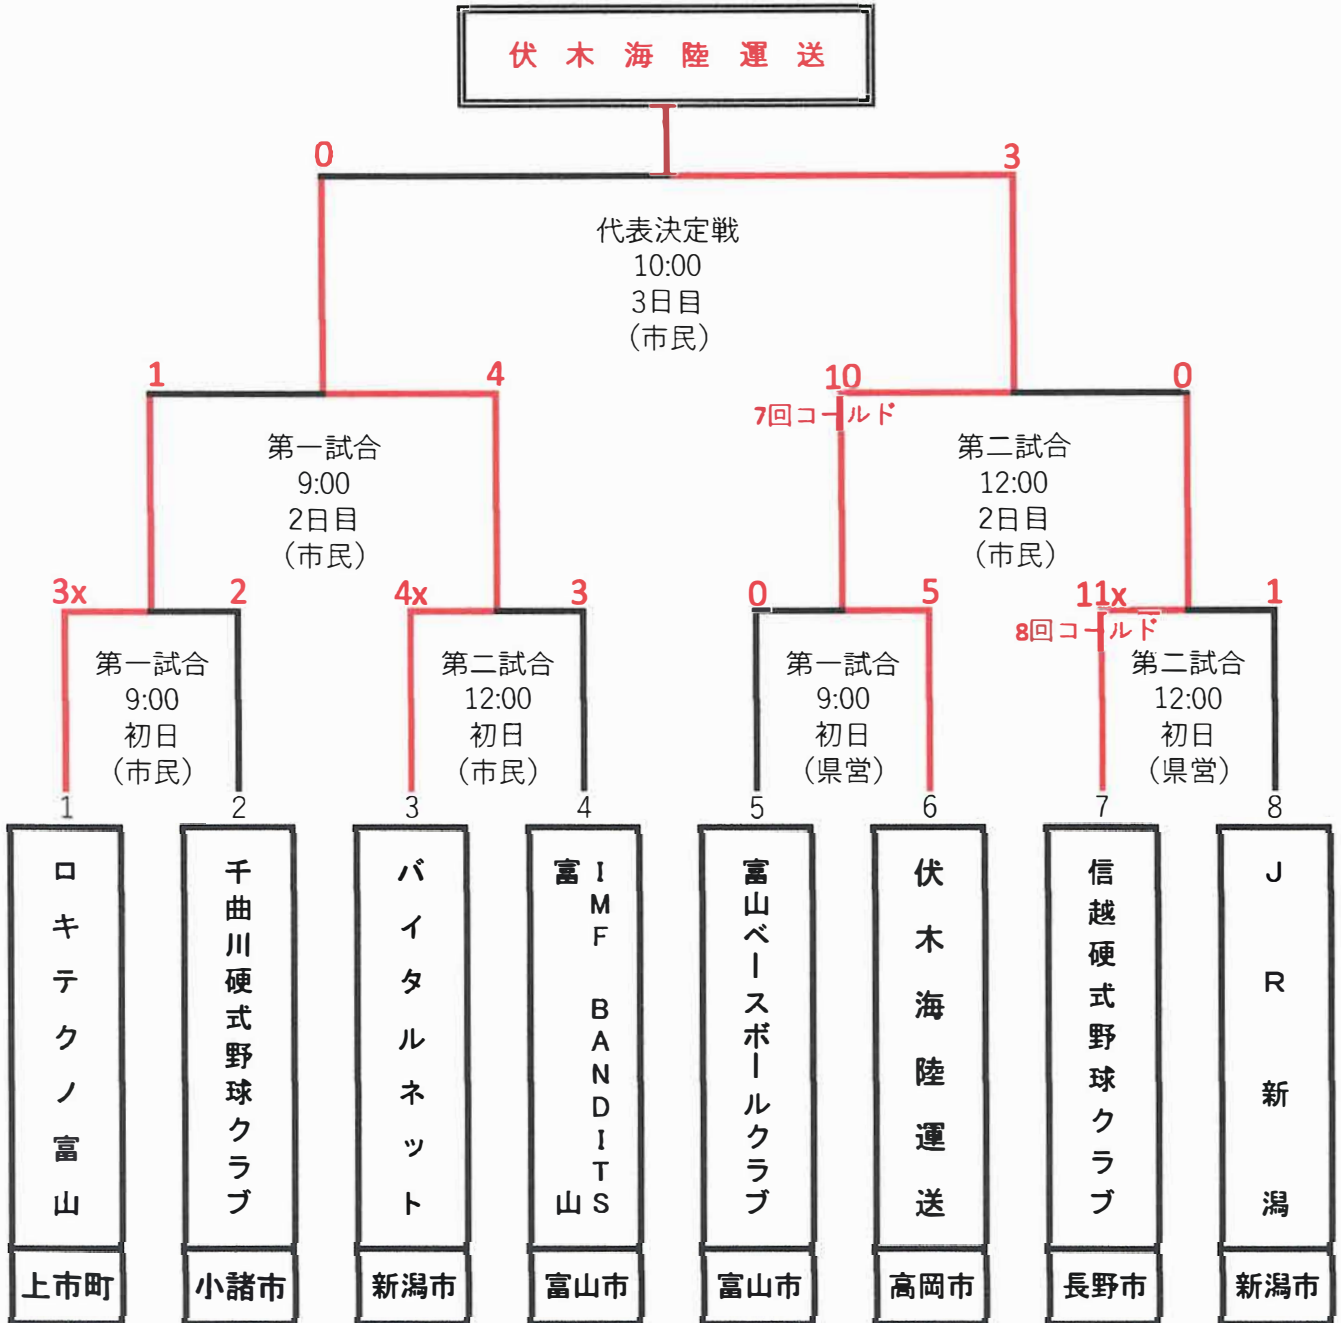 伏木海陸運送
0
3
代表決定戦
10:00
3日目
（市民）
1
4
10
0
7回コールド
第一試合
9:00
2日目
（市民）
第二試合
12:00
2日目
（市民）
3x
2
4x
3
0
5
11x
1
8回コールド
第一試合
9:00
初日
（市民）
第二試合
12:00
初日
（市民）
第一試合
9:00
初日
（県営）
第二試合
12:00
初日
（県営）
1
2
3
4
5
6
7
8
ロキテクノ富山
千曲川硬式野球クラブ
バイタルネット
IMF BANDITS
富山
富山ベースボールクラブ
伏木海陸運送
信越硬式野球クラブ
JR新潟
上市町
小諸市
新潟市
富山市
富山市
高岡市
長野市
新潟市